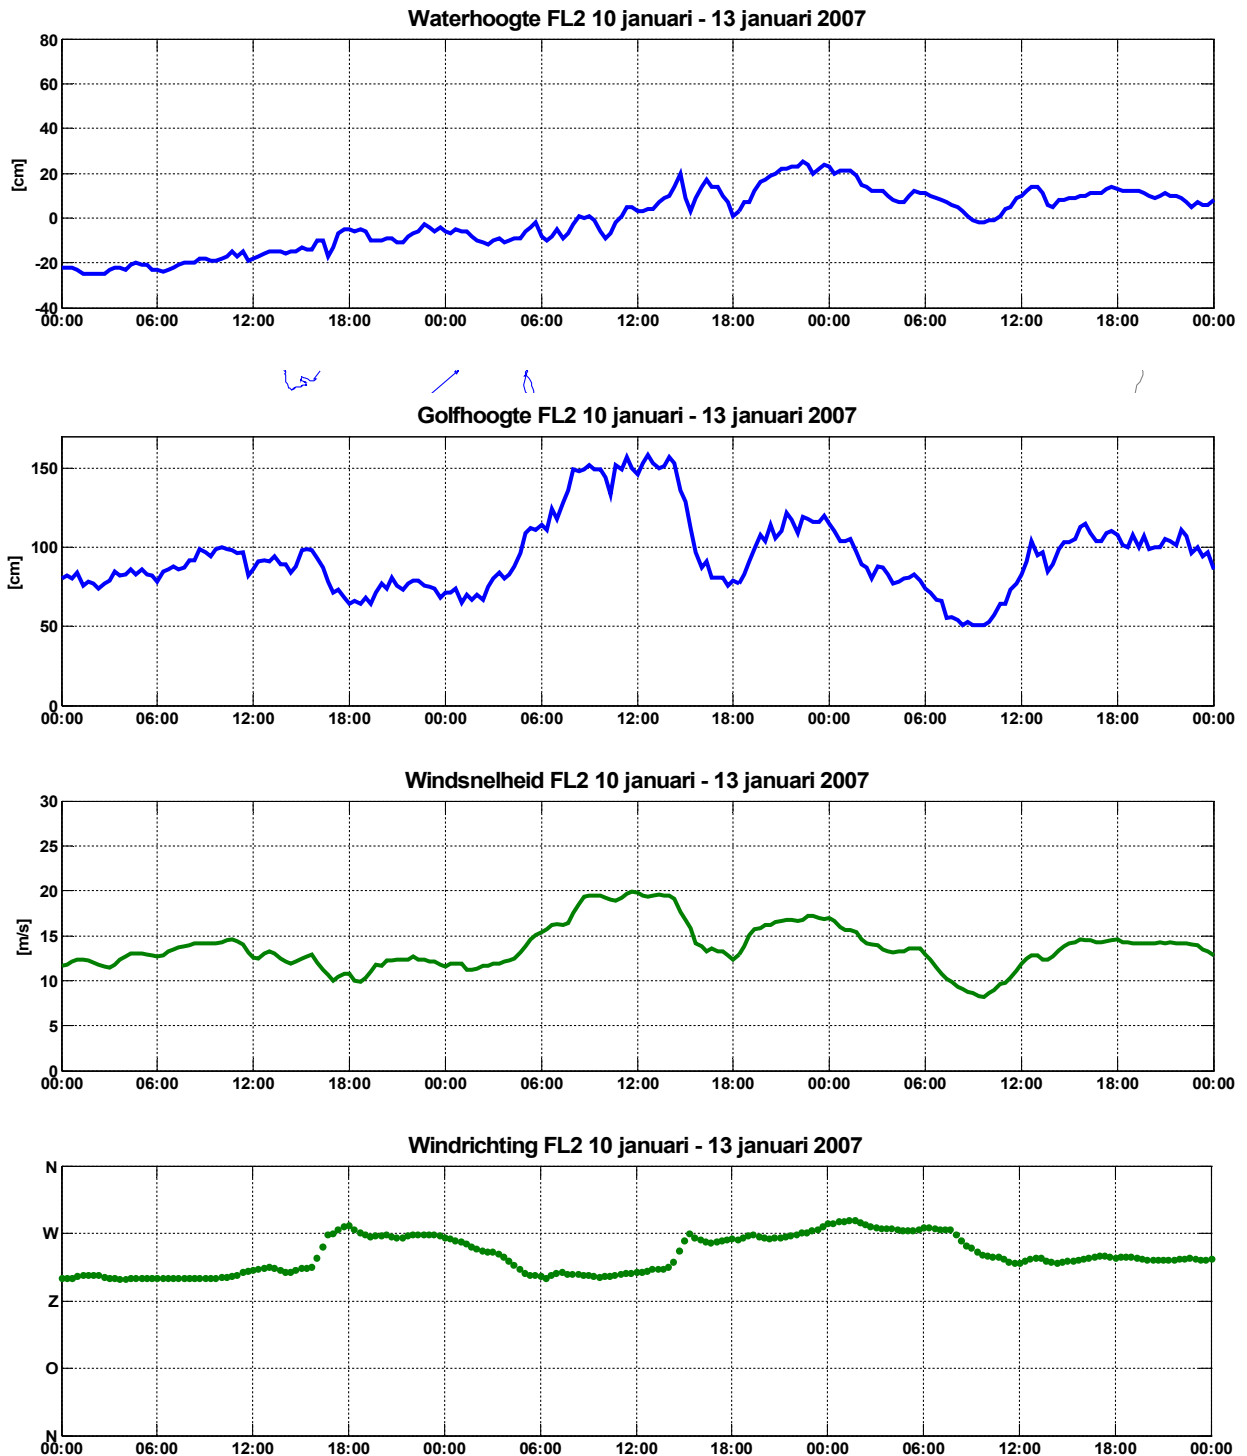 Waterhoogte FL2 10 januari - 13 januari 2007
80
60
40
20
0
-20
-40
[cm]
00:00 06:00 12:00 18:00 00:00 06:00 12:00 18:00 00:00 06:00 12:00 18:00 00:00
Golfhoogte FL2 10 januari - 13 januari 2007
150
100
50
0
[cm]
00:00 06:00 12:00 18:00 00:00 06:00 12:00 18:00 00:00 06:00 12:00 18:00 00:00
Windsnelheid FL2 10 januari - 13 januari 2007
30
25
20
15
10
5
0
[m/s]
00:00 06:00 12:00 18:00 00:00 06:00 12:00 18:00 00:00 06:00 12:00 18:00 00:00
Windrichting FL2 10 januari - 13 januari 2007
N
W
Z
O
N
00:00 06:00 12:00 18:00 00:00 06:00 12:00 18:00 00:00 06:00 12:00 18:00 00:00